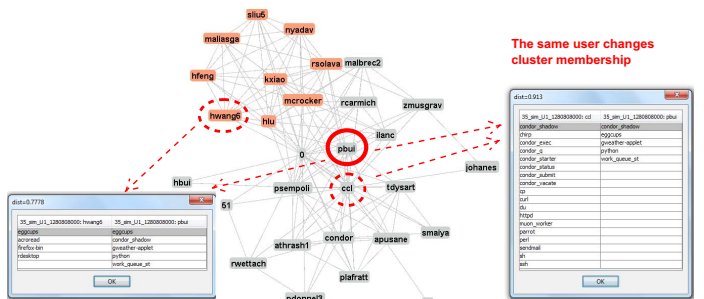 sliu5
nyadav
maliasga
The same user changes
cluster membership
rsolava malbrec2
hfeng
kxiao
dist=0.913
mcrocker
rcarmich
zmusgrav
hwang6
hlu
35_sim_U1_1280808000: ccl 35_sim_U1_1280808000: pbui
condor_shadow condor_shadow
chirp eggcups
condor_exec gweather-applet
condor_q python
condor_starter work_queue_st
condor_status
condor_submit
condor_vacate
cp
curl
du
httpd
muon_worker
parrot
perl
sendmail
sh
ssh
OK
ilanc
pbui
0
johanes
hbui
psempoli
ccl
tdysart
dist=0.7778
51
35_sim_U1_1280808000: hwang6 35_sim_U1_1280808000: pbui
eggcups eggcups
acroread condor_shadow
firefox-bin gweather-applet
rdesktop python
work_queue_st
OK
smaiya
condor
apusane
athrash1
rwettach
plafratt
ndonnel3